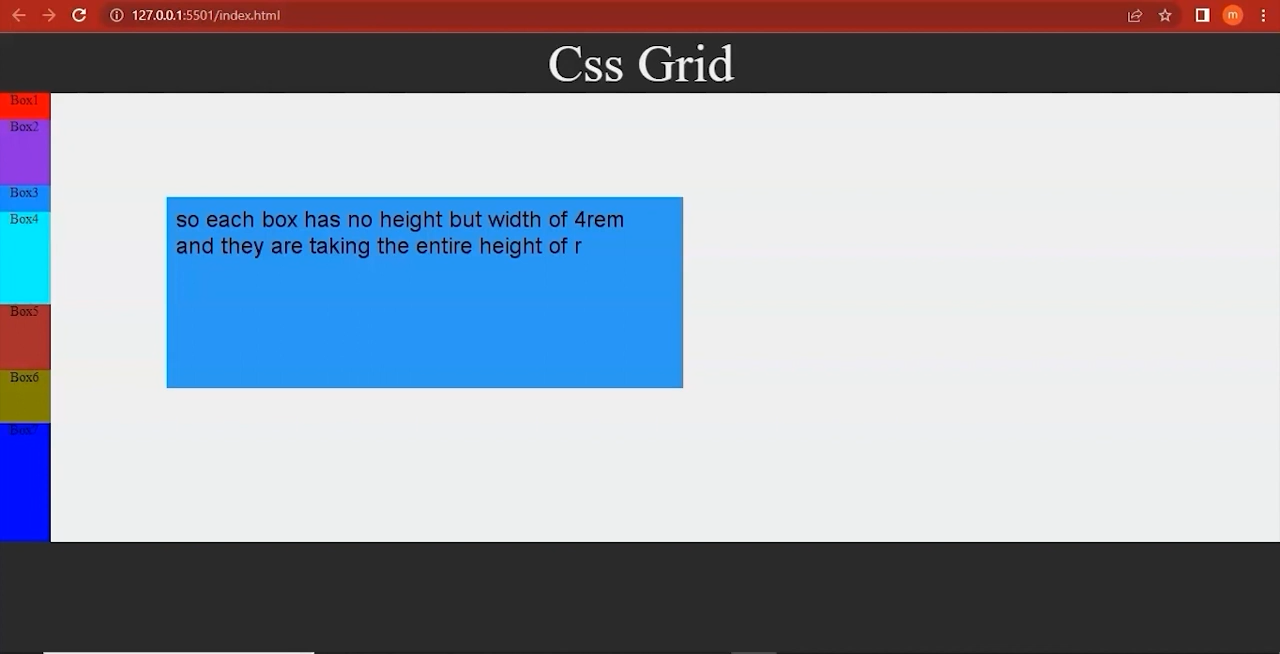 127.0.0.1:5501/index.html
m
Css Grid
Box1
Box2
Box3
Box4
Box5
Box6
Box7
so each box has no height but width of 4rem
and they are taking the entire height of r